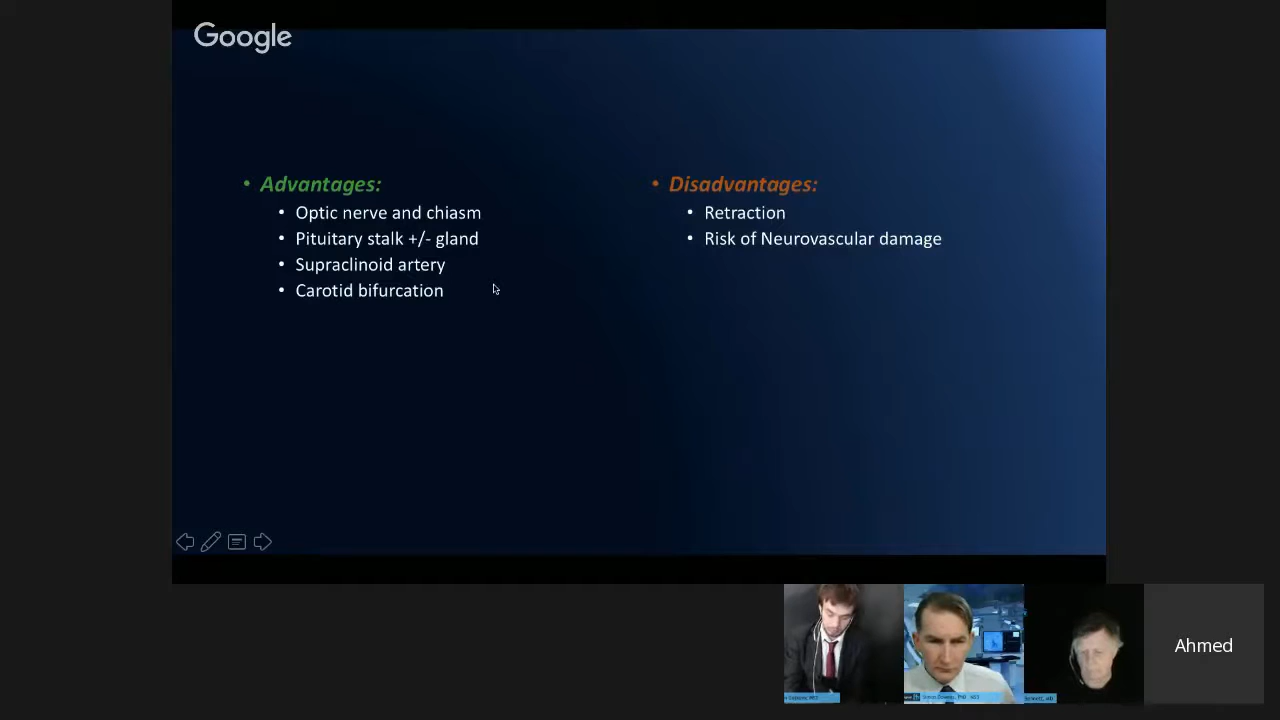 Google
• Advantages:
• Optic nerve and chiasm
• Pituitary stalk +/- gland
• Supraclinoid artery
• Carotid bifurcation
• Disadvantages:
• Retraction
• Risk of Neurovascular damage
Ahmed